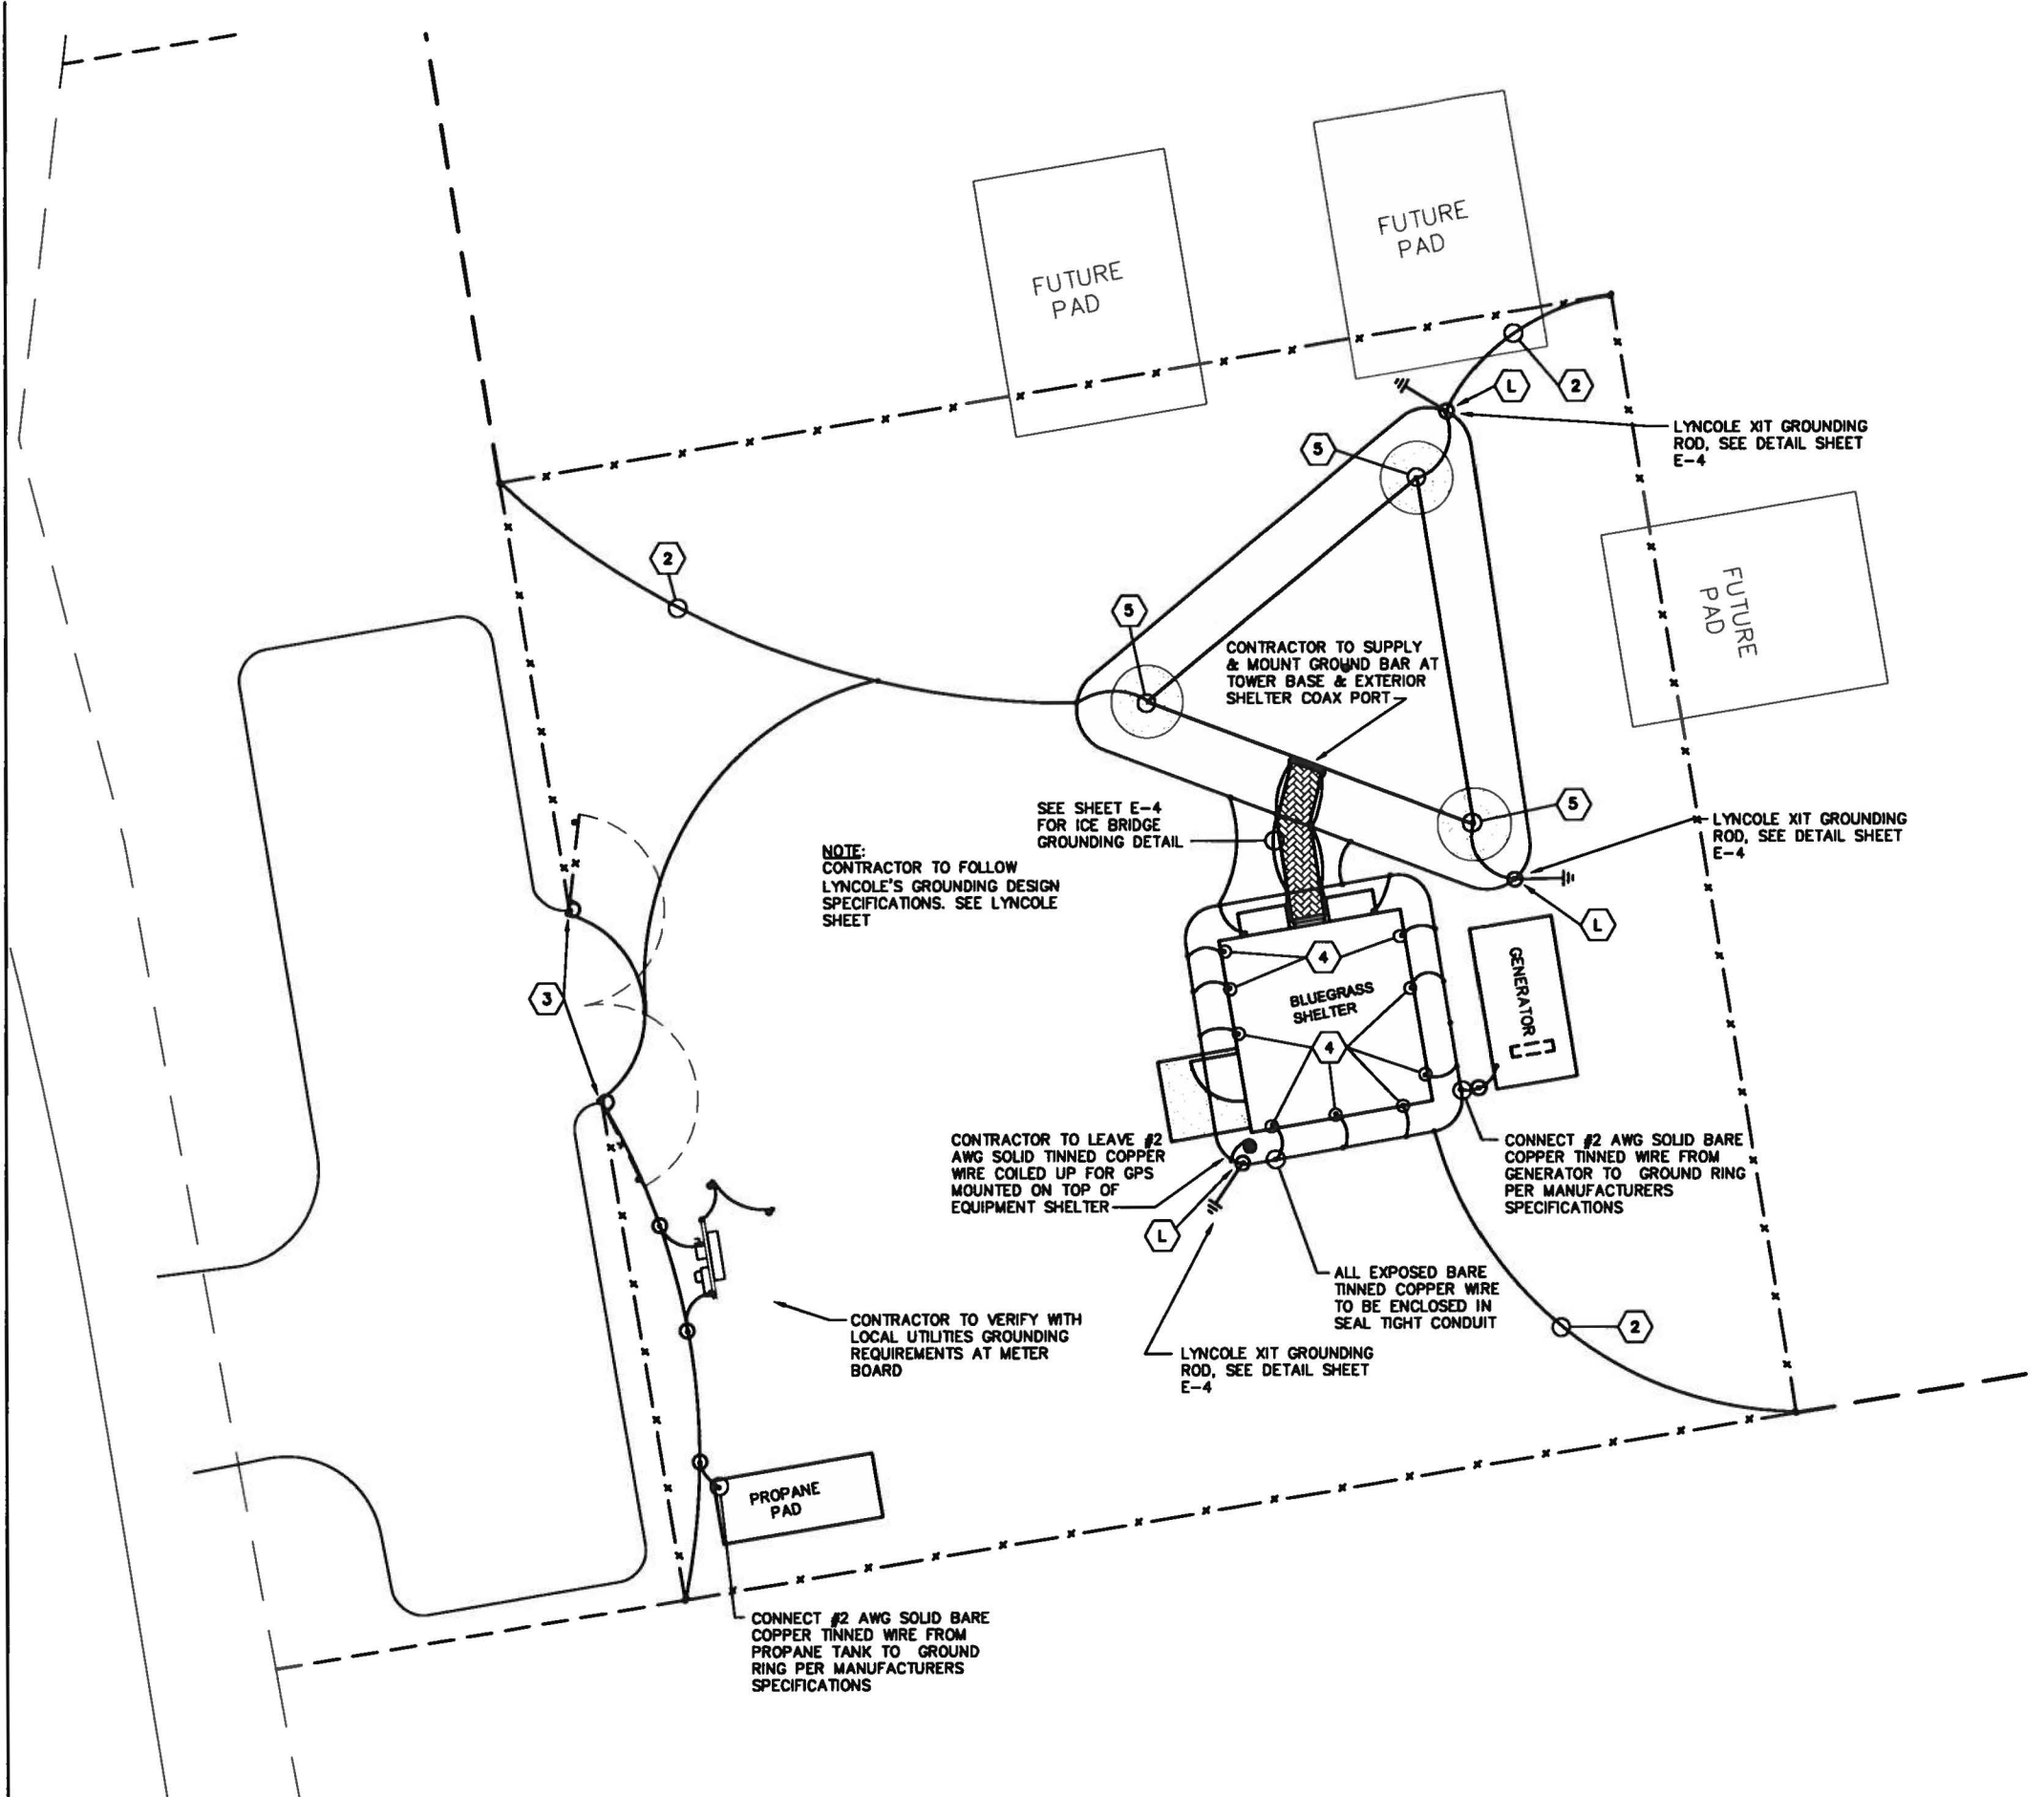 FUTURE
PAD
FUTURE
PAD
L
2
LYNCOLE XIT GROUNDING
ROD, SEE DETAIL SHEET
E-4
5
2
FUTURE
PAD
5
CONTRACTOR TO SUPPLY
& MOUNT GROUND BAR AT
TOWER BASE & EXTERIOR
SHELTER COAX PORT
SEE SHEET E-4
FOR ICE BRIDGE
GROUNDING DETAIL
5
LYNCOLE XIT GROUNDING
ROD, SEE DETAIL SHEET
E-4
NOTE:
CONTRACTOR TO FOLLOW
LYNCOLE'S GROUNDING DESIGN
SPECIFICATIONS. SEE LYNCOLE
SHEET
L
4
3
BLUEGRASS
SHELTER
GENERATOR
4
CONTRACTOR TO LEAVE #2
AWG SOLID TINNED COPPER
WIRE COILED UP FOR GPS
MOUNTED ON TOP OF
EQUIPMENT SHELTER
CONNECT #2 AWG SOLID BARE
COPPER TINNED WIRE FROM
GENERATOR TO GROUND RING
PER MANUFACTURERS
SPECIFICATIONS
L
ALL EXPOSED BARE
TINNED COPPER WIRE
TO BE ENCLOSED IN
SEAL TIGHT CONDUIT
2
CONTRACTOR TO VERIFY WITH
LOCAL UTILITIES GROUNDING
REQUIREMENTS AT METER
BOARD
LYNCOLE XIT GROUNDING
ROD, SEE DETAIL SHEET
E-4
PROPANE
PAD
CONNECT #2 AWG SOLID BARE
COPPER TINNED WIRE FROM
PROPANE TANK TO GROUND
RING PER MANUFACTURERS
SPECIFICATIONS